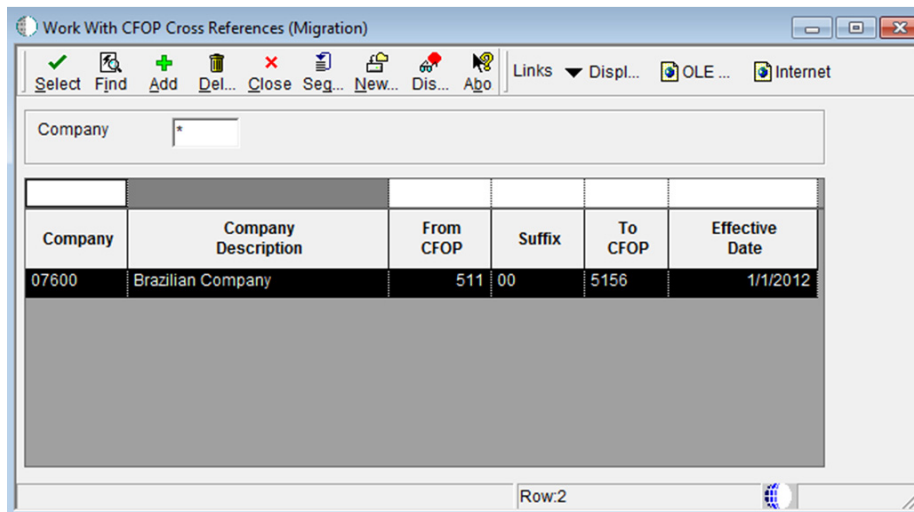 Work With CFOP Cross References (Migration)
Select Find Add Del... Close Seq... New... Dis... Abo Links Displ... OLE ... Internet
Company *
Company Company Description From CFOP Suffix To CFOP Effective Date
07600 Brazilian Company 511 00 5156 1/1/2012
Row:2